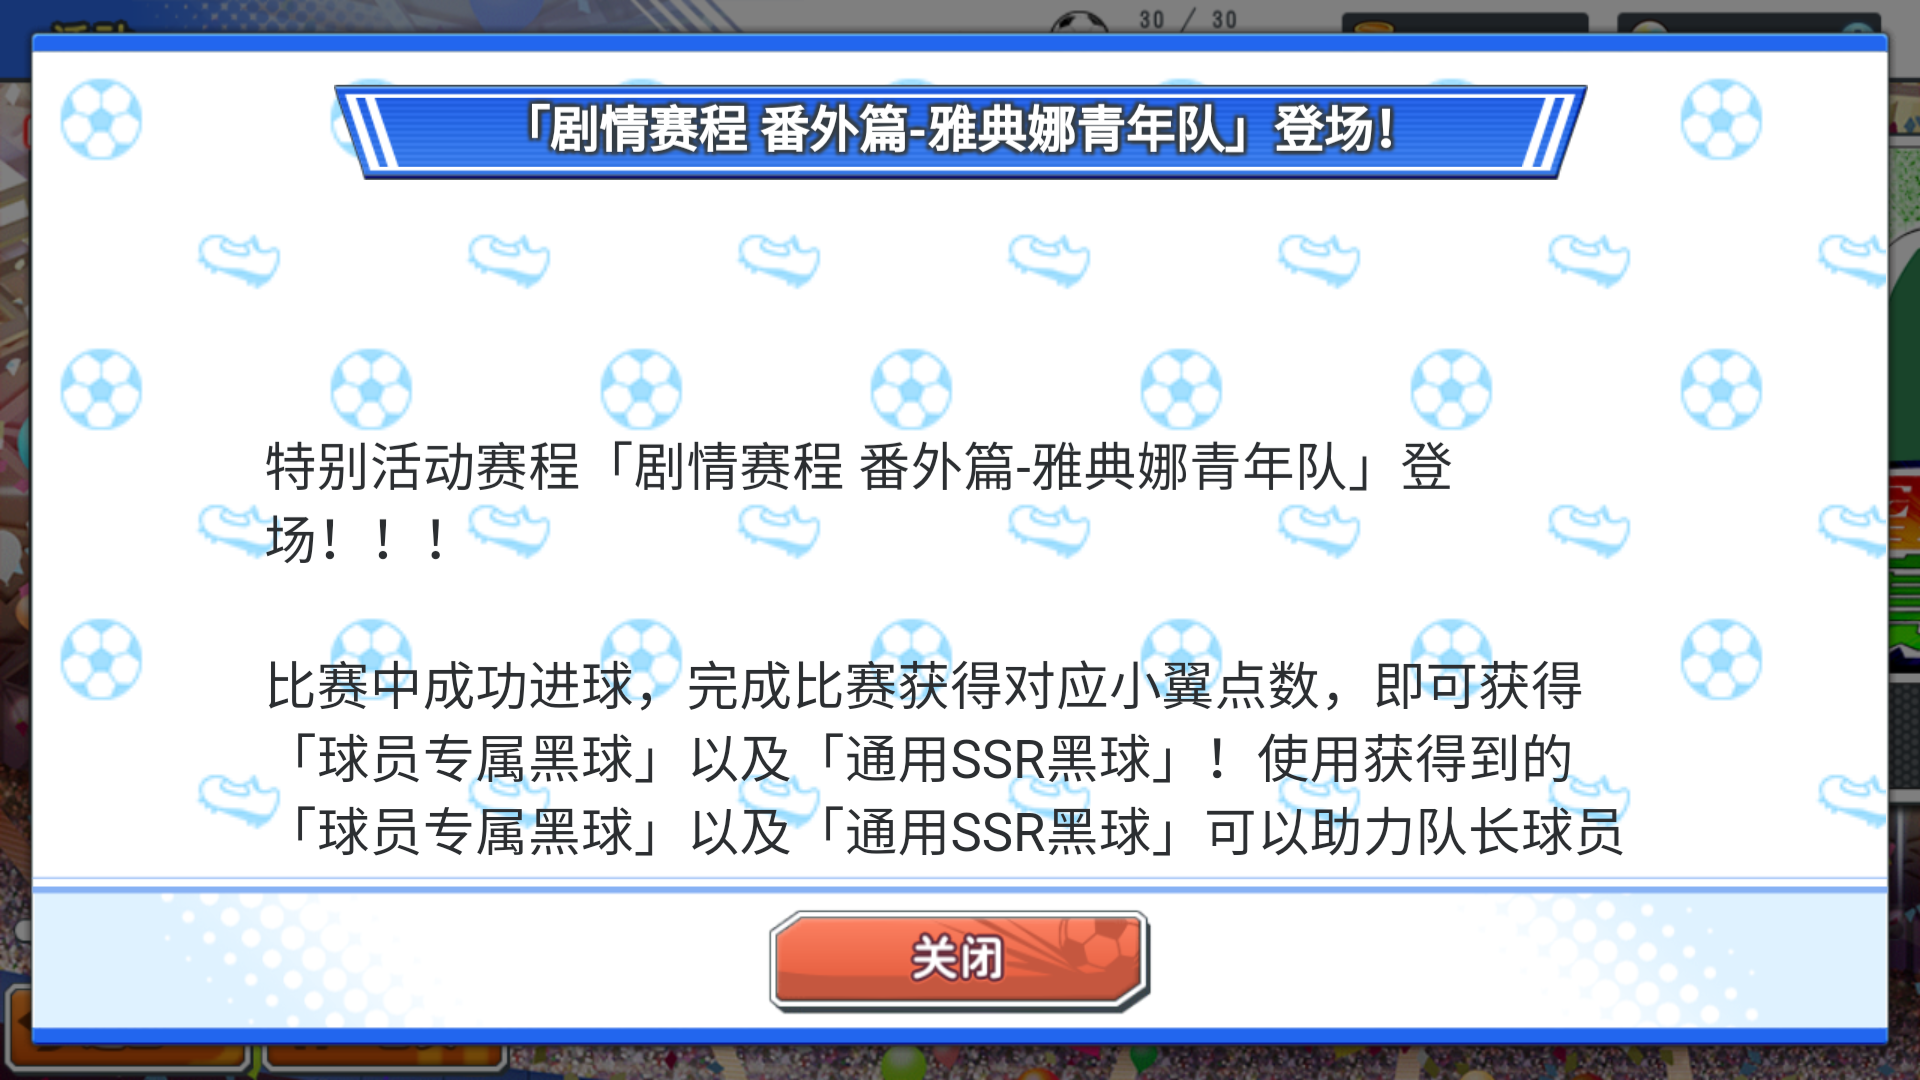 30 / 30
「剧情赛程 番外篇-雅典娜青年队」登场！
特别活动赛程「剧情赛程 番外篇-雅典娜青年队」登
场！！！
比赛中成功进球，完成比赛获得对应小翼点数，即可获得
「球员专属黑球」以及「通用SSR黑球」！使用获得到的
「球员专属黑球」以及「通用SSR黑球」可以助力队长球员
关闭